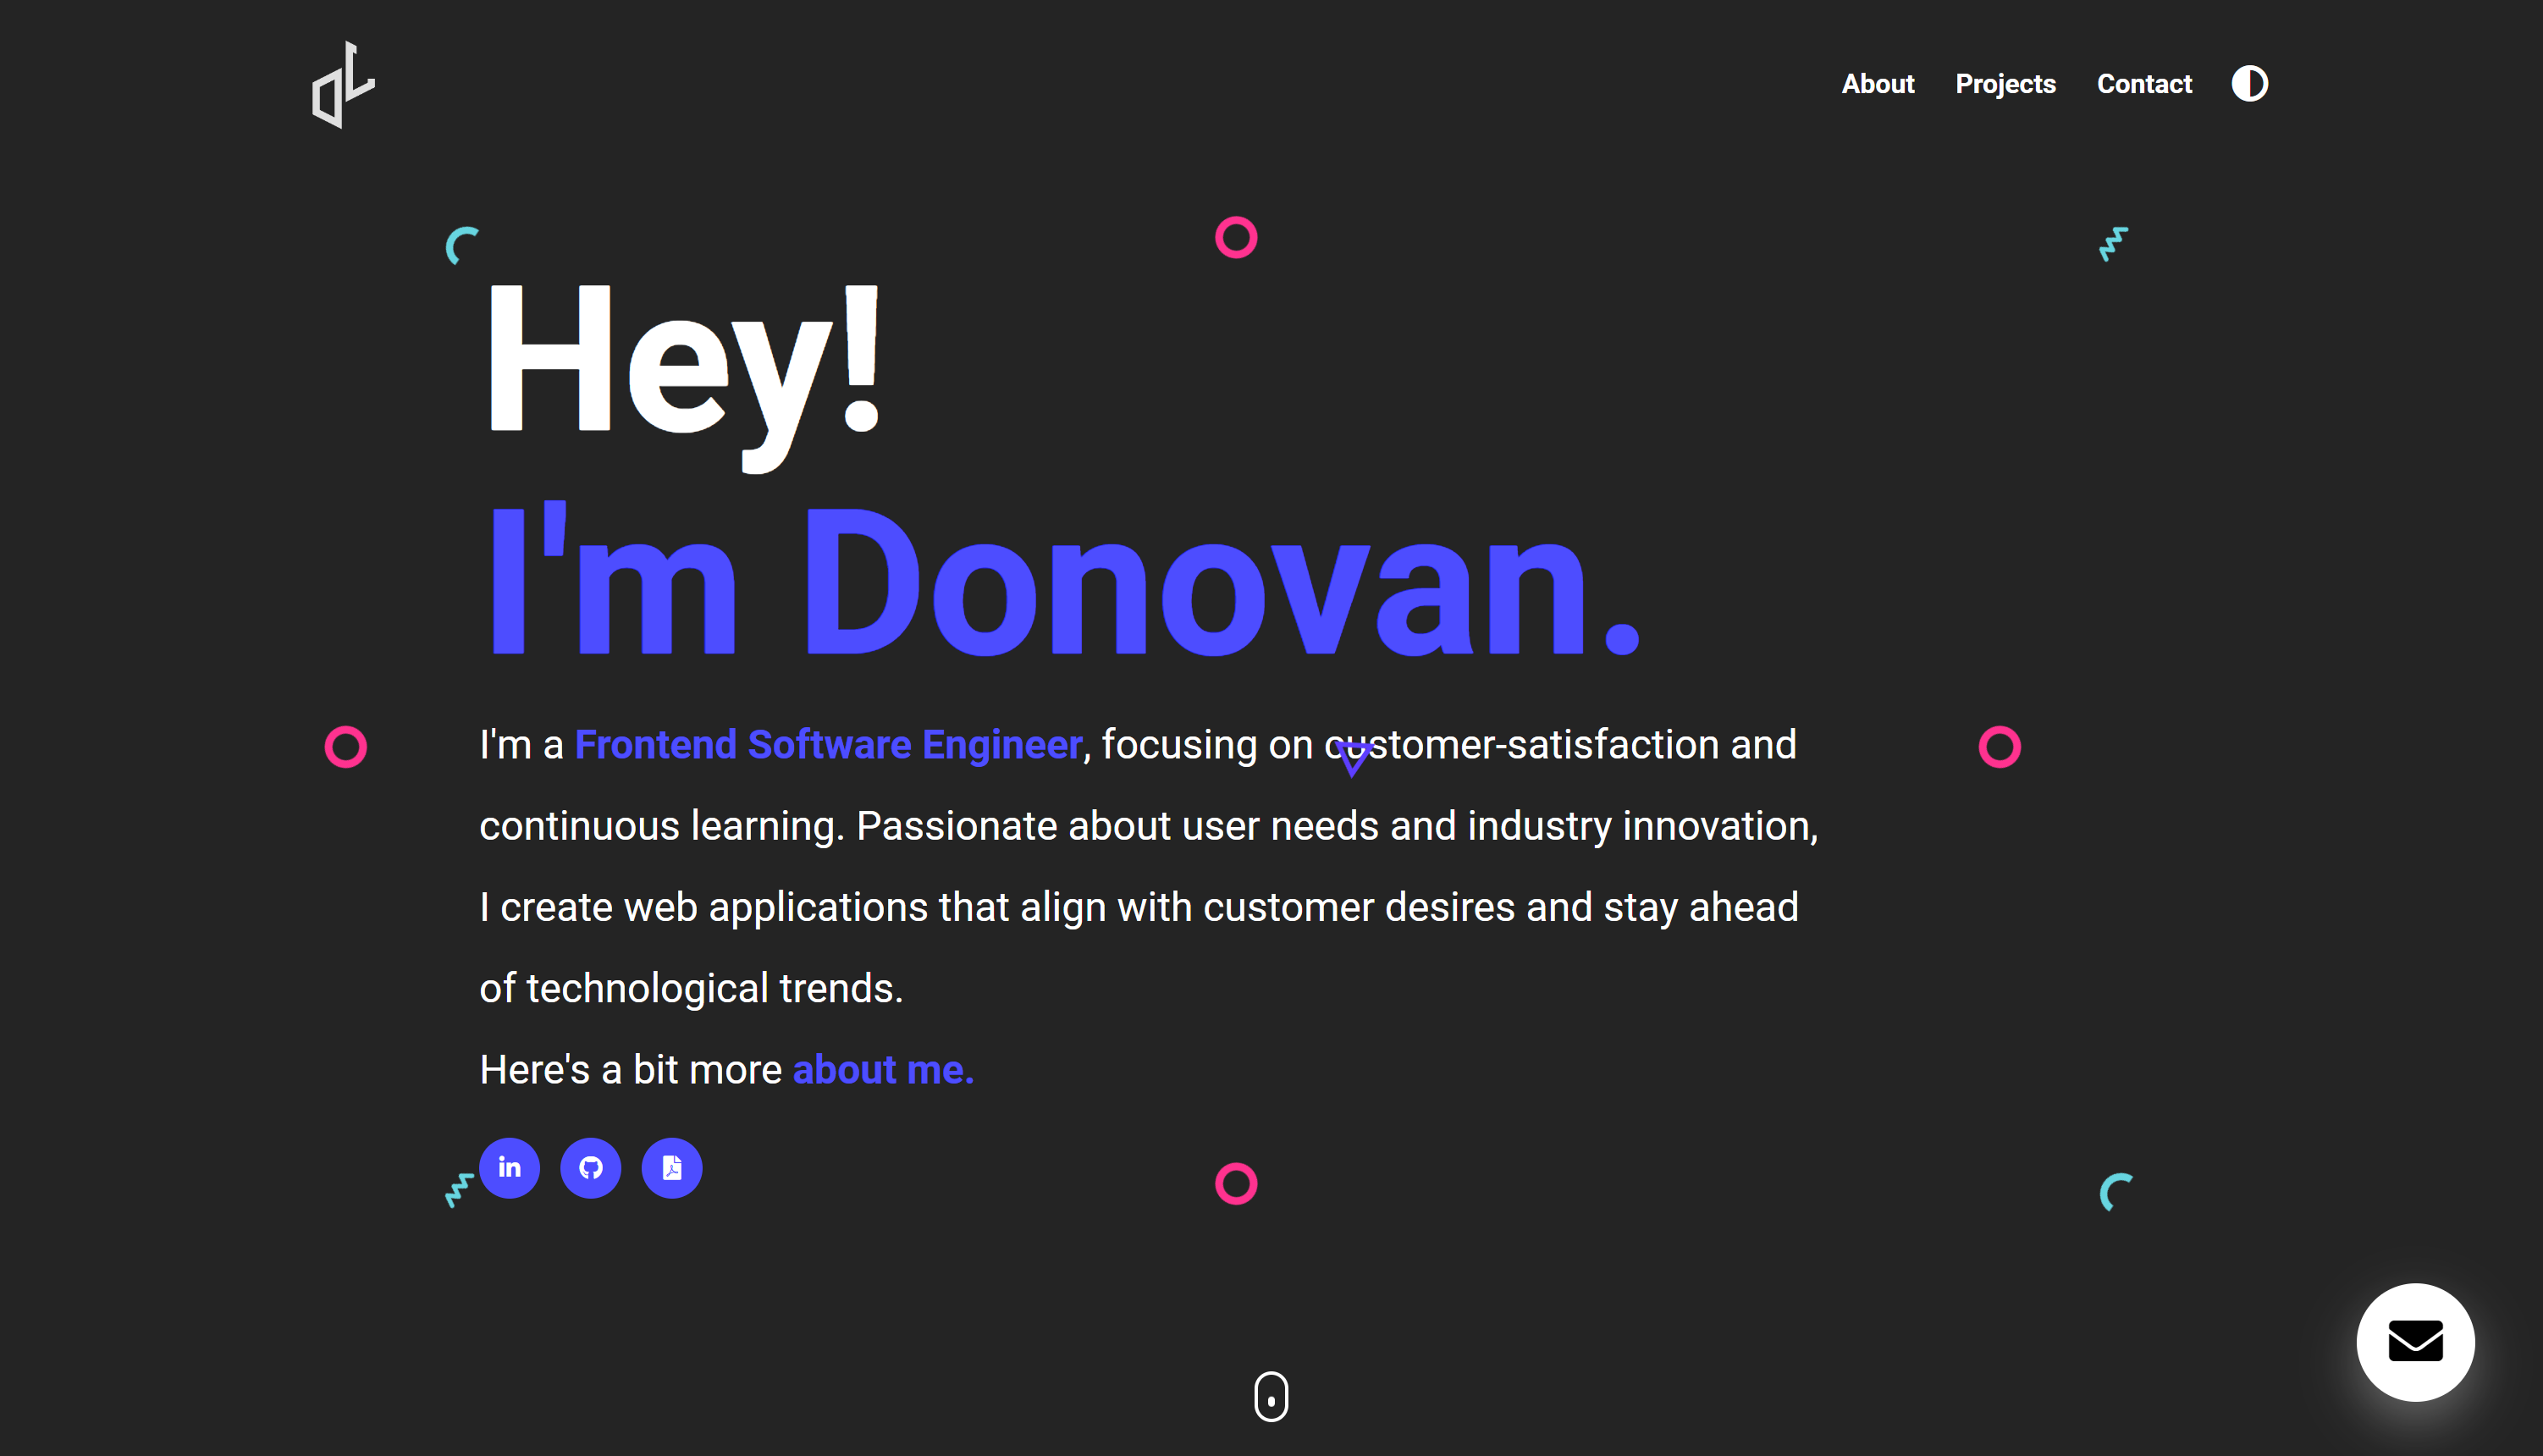 About Projects Contact
Hey!
I'm Donovan.
I'm a Frontend Software Engineer, focusing on customer-satisfaction and
continuous learning. Passionate about user needs and industry innovation,
I create web applications that align with customer desires and stay ahead
of technological trends.
Here's a bit more about me.
in